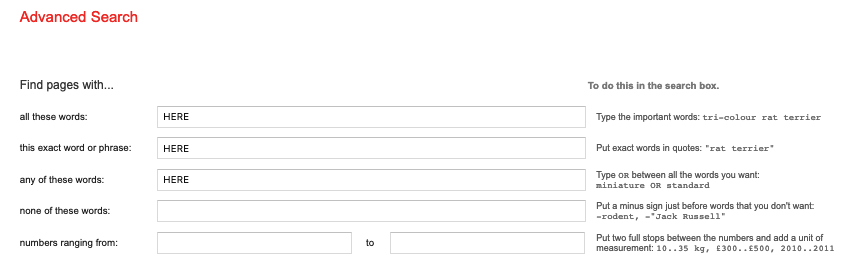 Advanced Search
Find pages with...
To do this in the search box.
all these words:
HERE
Type the important words: tri-colour rat terrier
this exact word or phrase:
HERE
Put exact words in quotes: "rat terrier"
any of these words:
HERE
Type OR between all the words you want:
miniature OR standard
none of these words:
Put a minus sign just before words that you don't want:
-rodent, -"Jack Russell"
numbers ranging from:
to
Put two full stops between the numbers and add a unit of
measurement: 10..35 kg, £300..£500, 2010..2011